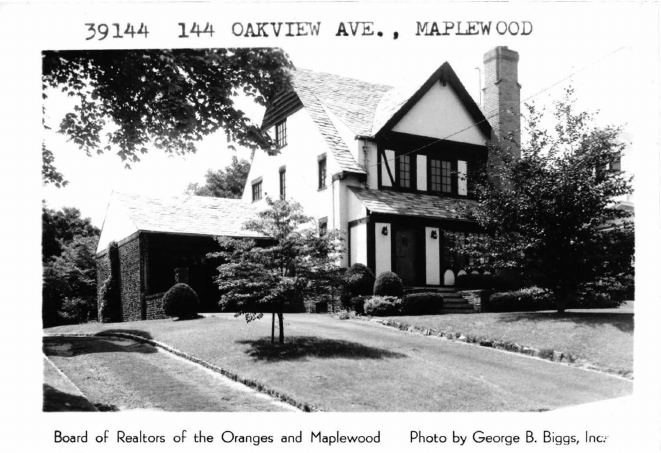 39144 144 OAKVIEW AVE., MAPLEWOOD
Board of Realtors of the Oranges and Maplewood Photo by George B. Biggs, Inc.